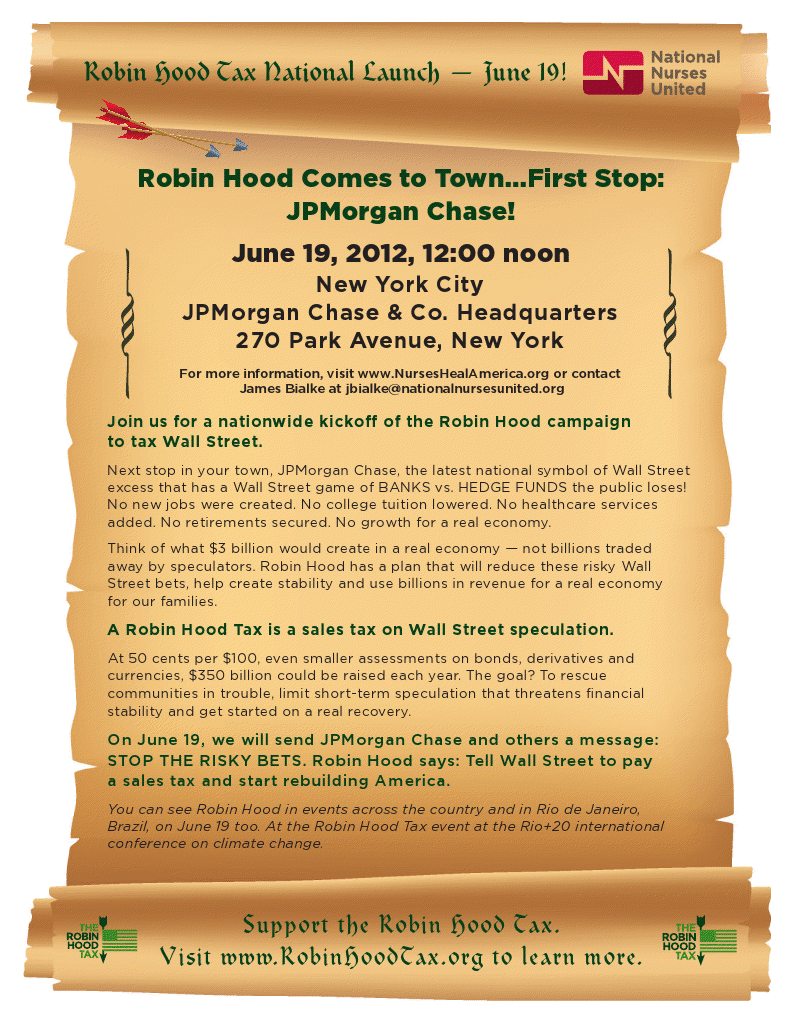 Robin Hood Tax National Launch — June 19!
National
Nurses
United
Robin Hood Comes to Town...First Stop:
JPMorgan Chase!
June 19, 2012, 12:00 noon
New York City
JPMorgan Chase & Co. Headquarters
270 Park Avenue, New York
For more information, visit www.NursesHealAmerica.org or contact
James Bialke at jbialke@nationalnursesunited.org
Join us for a nationwide kickoff of the Robin Hood campaign
to tax Wall Street.
Next stop in your town, JPMorgan Chase, the latest national symbol of Wall Street
excess that has a Wall Street game of BANKS vs. HEDGE FUNDS the public loses!
No new jobs were created. No college tuition lowered. No healthcare services
added. No retirements secured. No growth for a real economy.
Think of what $3 billion would create in a real economy — not billions traded
away by speculators. Robin Hood has a plan that will reduce these risky Wall
Street bets, help create stability and use billions in revenue for a real economy
for our families.
A Robin Hood Tax is a sales tax on Wall Street speculation.
At 50 cents per $100, even smaller assessments on bonds, derivatives and
currencies, $350 billion could be raised each year. The goal? To rescue
communities in trouble, limit short-term speculation that threatens financial
stability and get started on a real recovery.
On June 19, we will send JPMorgan Chase and others a message:
STOP THE RISKY BETS. Robin Hood says: Tell Wall Street to pay
a sales tax and start rebuilding America.
You can see Robin Hood in events across the country and in Rio de Janeiro,
Brazil, on June 19 too. At the Robin Hood Tax event at the Rio+20 international
conference on climate change.
THE
ROBIN
HOOD
TAX
Support the Robin Hood Tax.
Visit www.RobinHoodTax.org to learn more.
THE
ROBIN
HOOD
TAX